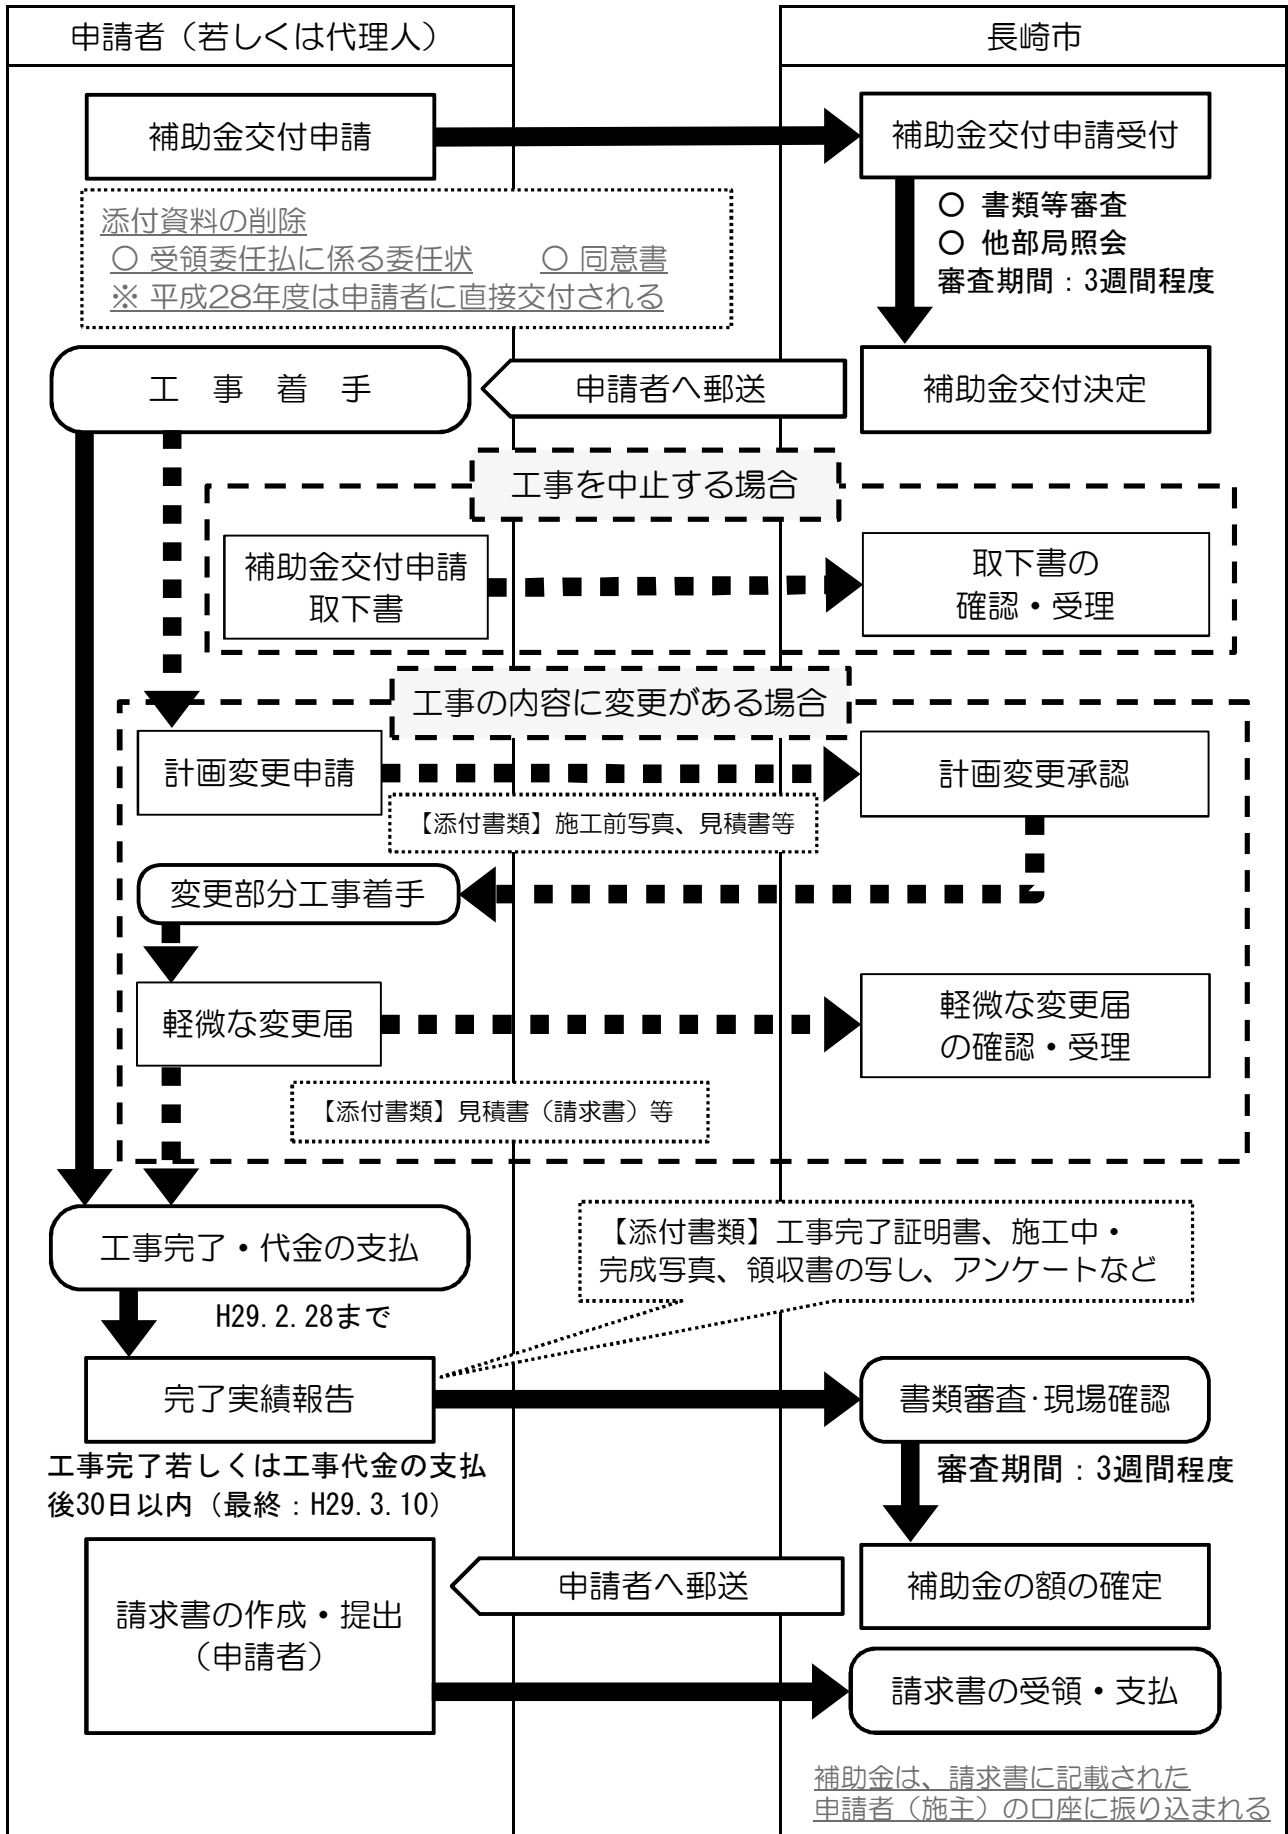 申請者（若しくは代理人）
長崎市
補助金交付申請
補助金交付申請受付
添付資料の削除
○ 受領委任払に係る委任状　○ 同意書
※ 平成28年度は申請者に直接交付される
○ 書類等審査
○ 他部局照会
審査期間：3週間程度
工 事 着 手
申請者へ郵送
補助金交付決定
工事を中止する場合
補助金交付申請
取下書
取下書の
確認・受理
工事の内容に変更がある場合
計画変更申請
計画変更承認
【添付書類】施工前写真、見積書等
変更部分工事着手
軽微な変更届
軽微な変更届
の確認・受理
【添付書類】見積書（請求書）等
工事完了・代金の支払
【添付書類】工事完了証明書、施工中・
完成写真、領収書の写し、アンケートなど
H29.2.28まで
完了実績報告
書類審査･現場確認
工事完了若しくは工事代金の支払
後30日以内（最終：H29.3.10）
審査期間：3週間程度
請求書の作成・提出
（申請者）
申請者へ郵送
補助金の額の確定
請求書の受領・支払
補助金は、請求書に記載された
申請者（施主）の口座に振り込まれる